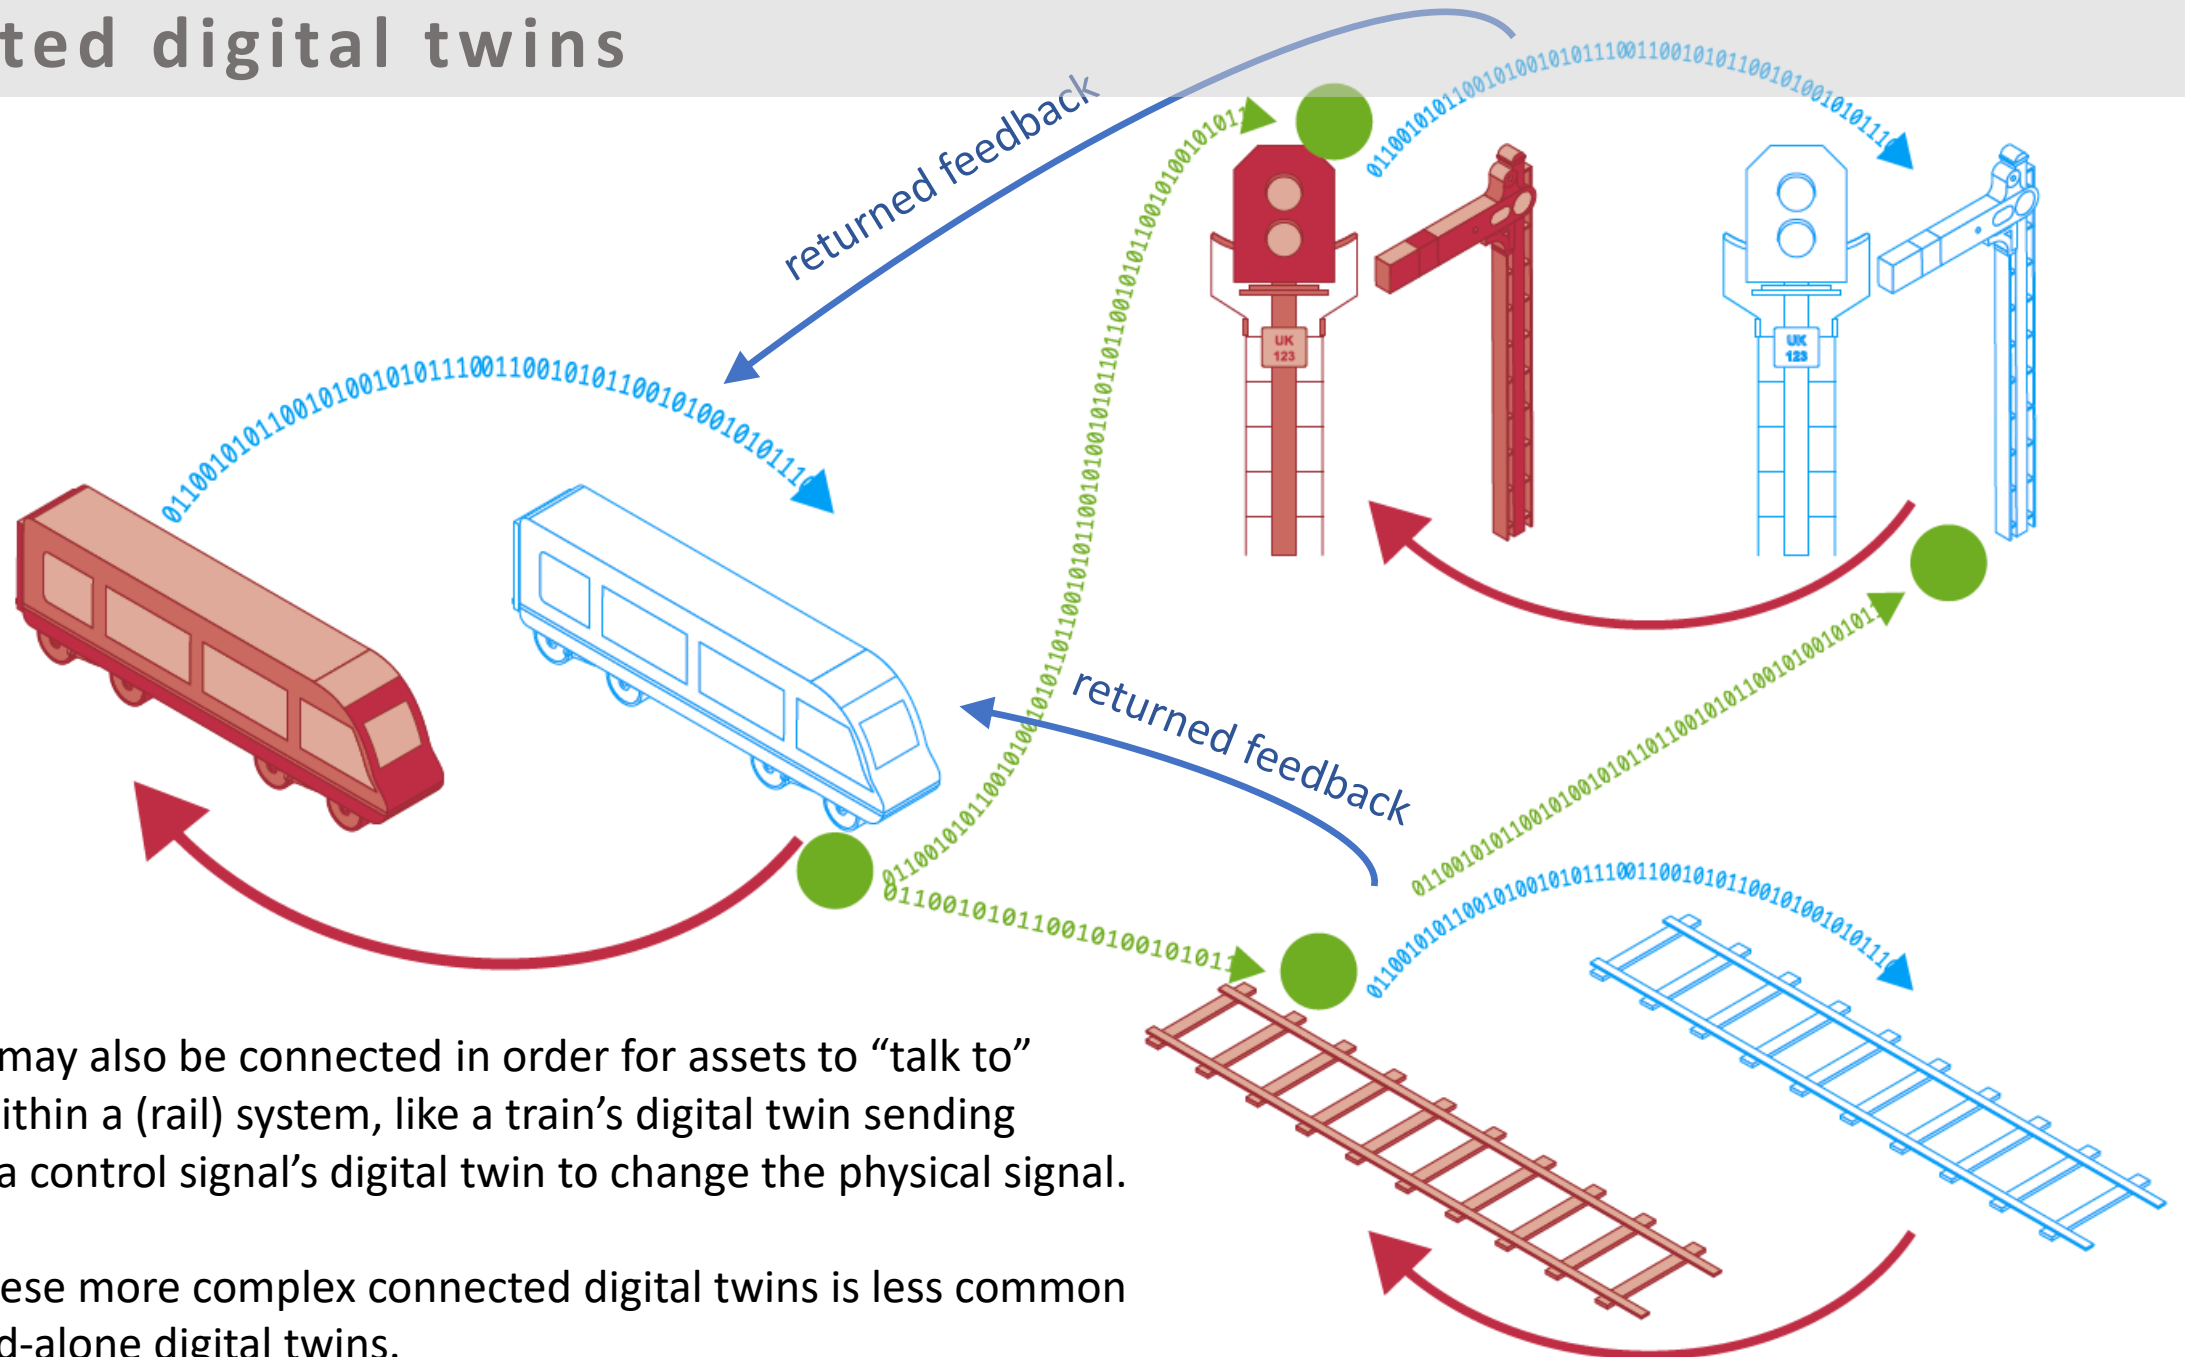 ted digital twins
returned feedback
UK
123
UK
123
returned feedback
may also be connected in order for assets to “talk to”
ithin a (rail) system, like a train’s digital twin sending
a control signal’s digital twin to change the physical signal.
ese more complex connected digital twins is less common
d-alone digital twins.